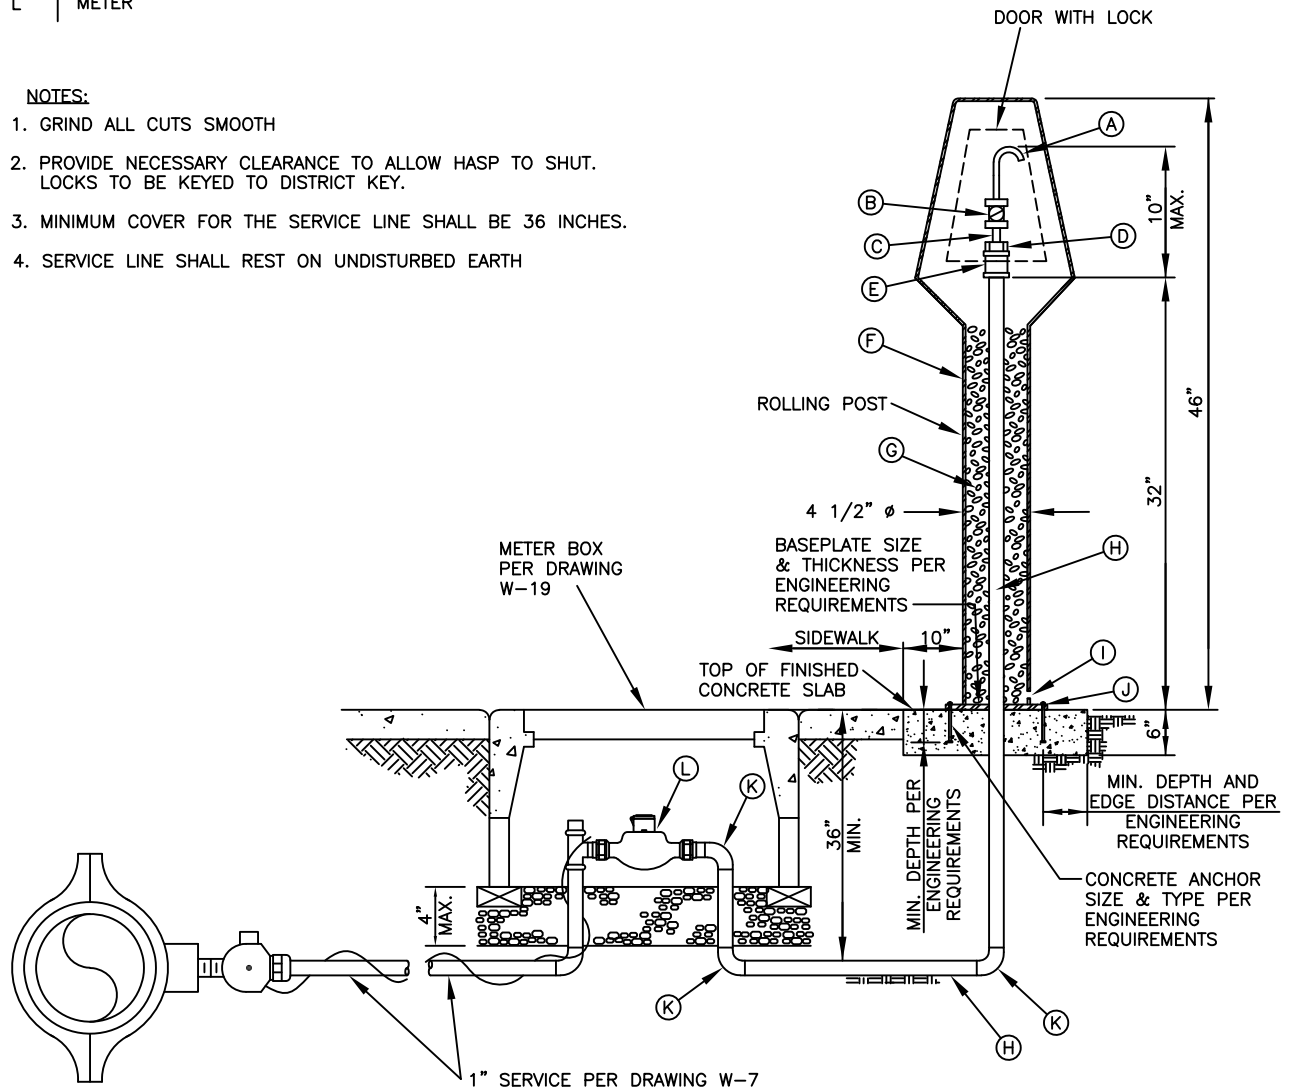 L METER
DOOR WITH LOCK
NOTES:
1. GRIND ALL CUTS SMOOTH
2. PROVIDE NECESSARY CLEARANCE TO ALLOW HASP TO SHUT.
LOCKS TO BE KEYED TO DISTRICT KEY.
3. MINIMUM COVER FOR THE SERVICE LINE SHALL BE 36 INCHES.
4. SERVICE LINE SHALL REST ON UNDISTURBED EARTH
A
B
C
D
E
10"
MAX.
F
ROLLING POST
46"
G
32"
4 1/2" ø
H
METER BOX
PER DRAWING
W-19
BASEPLATE SIZE
& THICKNESS PER
ENGINEERING
REQUIREMENTS
SIDEWALK
10"
TOP OF FINISHED
CONCRETE SLAB
I
J
6"
L
K
36"
MIN.
MIN. DEPTH PER
ENGINEERING
REQUIREMENTS
MIN. DEPTH AND
EDGE DISTANCE PER
ENGINEERING
REQUIREMENTS
CONCRETE ANCHOR
SIZE & TYPE PER
ENGINEERING
REQUIREMENTS
4"
MAX.
K
K
H
1" SERVICE PER DRAWING W-7